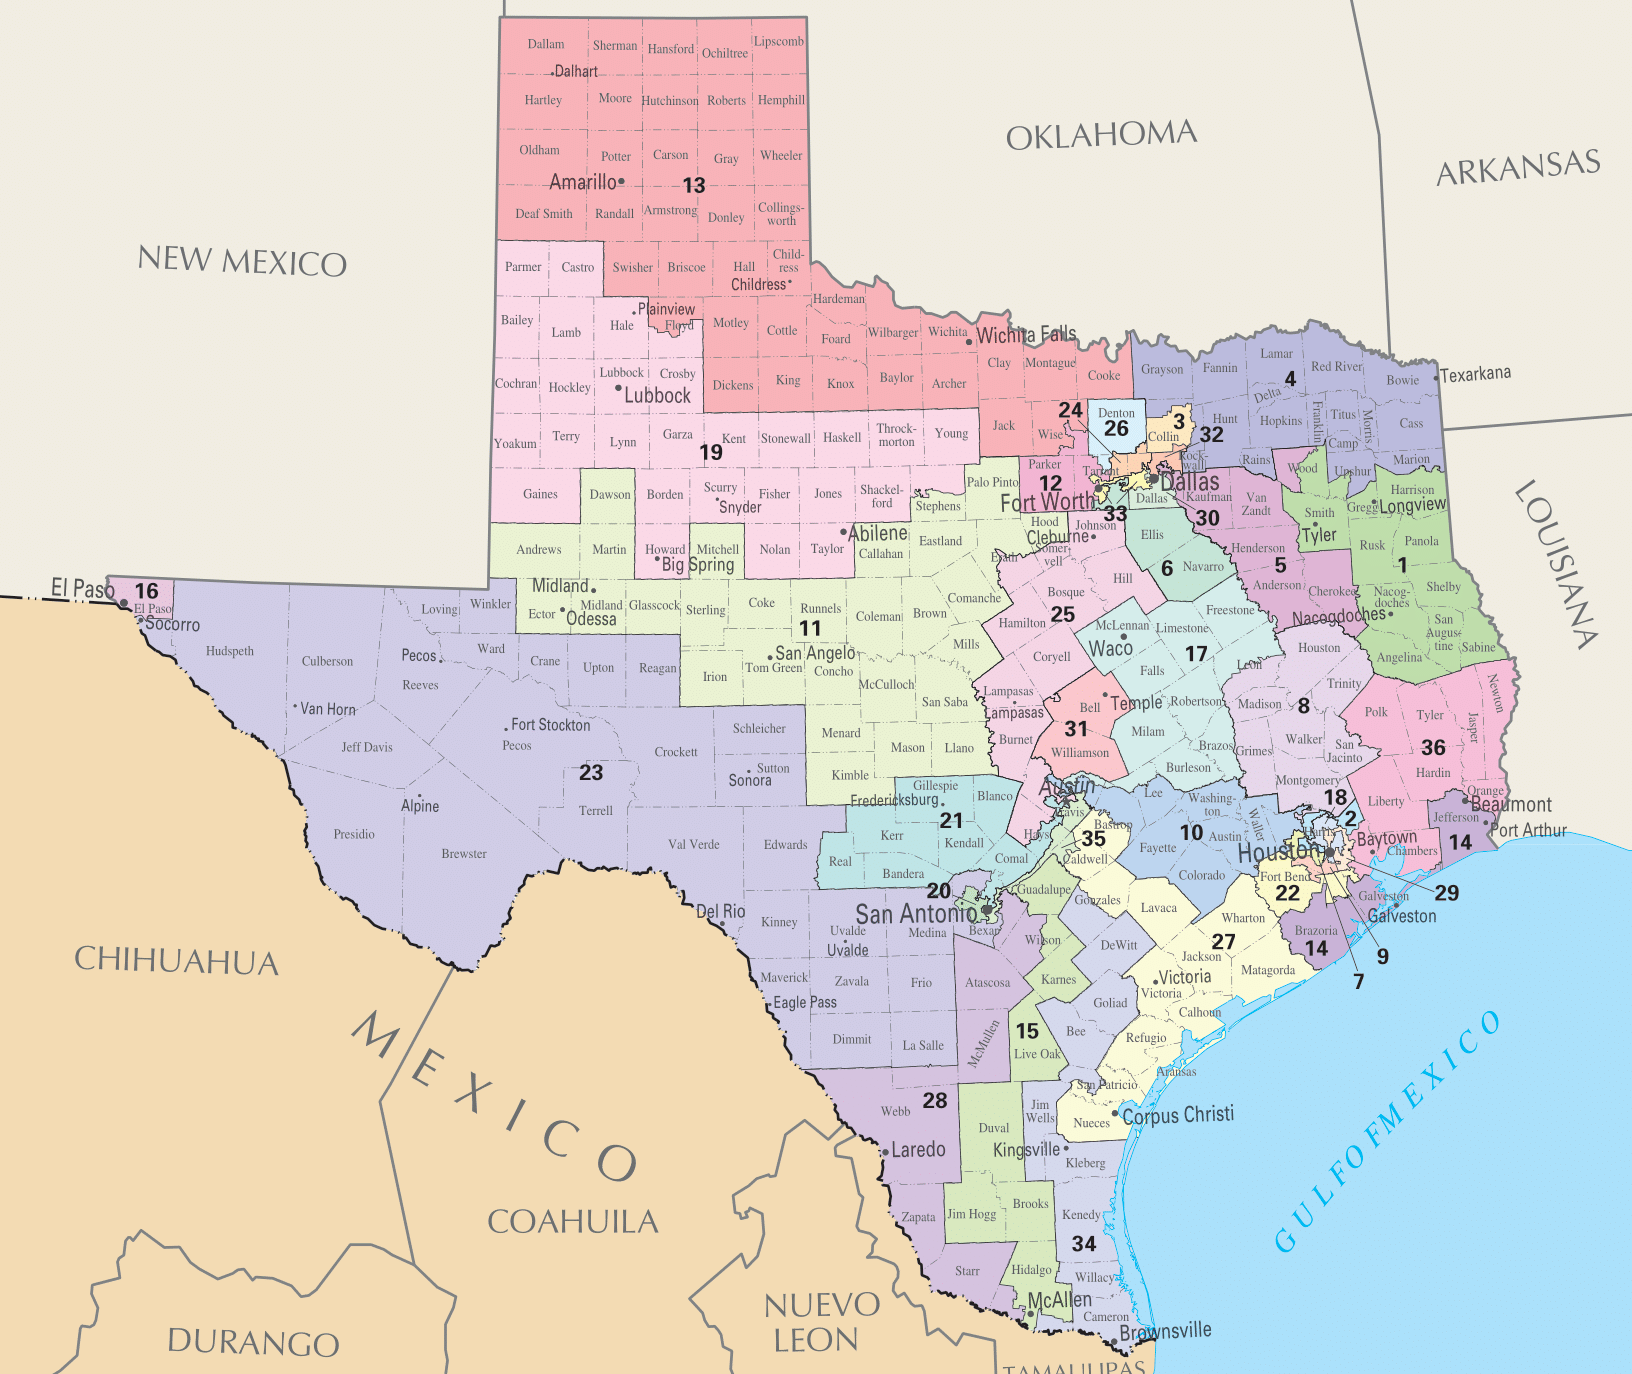 Dallam
Sherman
Hansford
Ochiltree
Lipscomb
Dalhart
Hartley
Moore
Hutchinson
Roberts
Hemphill
OKLAHOMA
ARKANSAS
Oldham
Potter
Carson
Gray
Wheeler
Amarillo
13
Deaf Smith
Randall
Armstrong
Donley
Collings-
worth
NEW MEXICO
Parmer
Castro
Swisher
Briscoe
Hall
Child-
ress
Childress
Bailey
Lamb
Hale
Plainview
Floyd
Motley
Cottle
Hardeman
Foard
Wilbarger
Wichita
Wichita Falls
Clay
Montague
Cooke
Grayson
Fannin
Lamar
Red River
Bowie
Texarkana
4
Delta
Cochran
Hockley
Lubbock
Lubbock
Crosby
Dickens
King
Knox
Baylor
Archer
Jack
Wise
24
Denton
26
3
Collin
32
Hunt
Hopkins
Franklin
Titus
Morris
Camp
Cass
Marion
Yoakum
Terry
Lynn
Garza
Kent
19
Stonewall
Haskell
Throck-
morton
Young
Parker
12
Tarrant
Fort Worth
Rock-
wall
Dallas
Dallas
33
30
Kaufman
Rains
Van
Zandt
Wood
Upshur
Harrison
Gregg
Longview
Smith
Tyler
Gaines
Dawson
Borden
Scurry
Snyder
Fisher
Jones
Shackel-
ford
Stephens
Palo Pinto
Hood
Johnson
Cleburne
Somer-
vell
Erath
Ellis
6
Navarro
Henderson
5
Anderson
Cherokee
Rusk
Panola
1
Shelby
Nacog-
doches
Nacogdoches
San
Augus-
tine
Sabine
Angelina
LOUISIANA
Andrews
Martin
Howard
Big Spring
Mitchell
Nolan
Taylor
Abilene
Callahan
Eastland
Comanche
Bosque
Hill
25
Hamilton
McLennan
Waco
Limestone
Freestone
17
El Paso
16
El Paso
Socorro
Hudspeth
Culberson
Loving
Winkler
Midland
Ector
Midland
Odessa
Glasscock
Sterling
Coke
Runnels
11
Coleman
Brown
Mills
Coryell
Falls
Leon
Houston
Trinity
Pecos
Reeves
Ward
Crane
Upton
Reagan
Irion
San Angelo
Tom Green
Concho
McCulloch
San Saba
Lampasas
Lampasas
Bell
Temple
31
Williamson
Burnet
Milam
Robertson
Madison
8
Walker
San
Jacinto
Grimes
Brazos
Polk
Tyler
Newton
Jasper
36
Hardin
Van Horn
Fort Stockton
Pecos
Jeff Davis
Crockett
Schleicher
Sutton
Sonora
Menard
Mason
Llano
Kimble
23
Terrell
Alpine
Presidio
Brewster
Val Verde
Edwards
Gillespie
Fredericksburg
21
Blanco
Kerr
Kendall
Real
Bandera
Comal
Hays
Austin
Travis
Bastrop
35
Caldwell
Lee
Burleson
Washing-
ton
10
Austin
Fayette
Colorado
Waller
Montgomery
18
Harris
2
Liberty
Orange
Beaumont
Jefferson
Port Arthur
14
Baytown
Chambers
Houston
Fort Bend
22
29
Galveston
Galveston
Brazoria
14
9
7
Del Rio
Kinney
Uvalde
Uvalde
Medina
20
San Antonio
Bexar
Guadalupe
Gonzales
Lavaca
Wharton
27
Jackson
Matagorda
Wilson
DeWitt
Victoria
Victoria
Calhoun
Karnes
Goliad
Refugio
Aransas
Maverick
Eagle Pass
Zavala
Frio
Atascosa
Dimmit
La Salle
McMullen
15
Live Oak
Bee
San Patricio
Nueces
Corpus Christi
Webb
28
Duval
Jim
Wells
Kingsville
Kleberg
Laredo
Zapata
Jim Hogg
Brooks
Kenedy
34
Starr
Hidalgo
McAllen
Willacy
Cameron
Brownsville
CHIHUAHUA
MEXICO
COAHUILA
DURANGO
NUEVO
LEON
TAMAULIPAS
GULF OF MEXICO